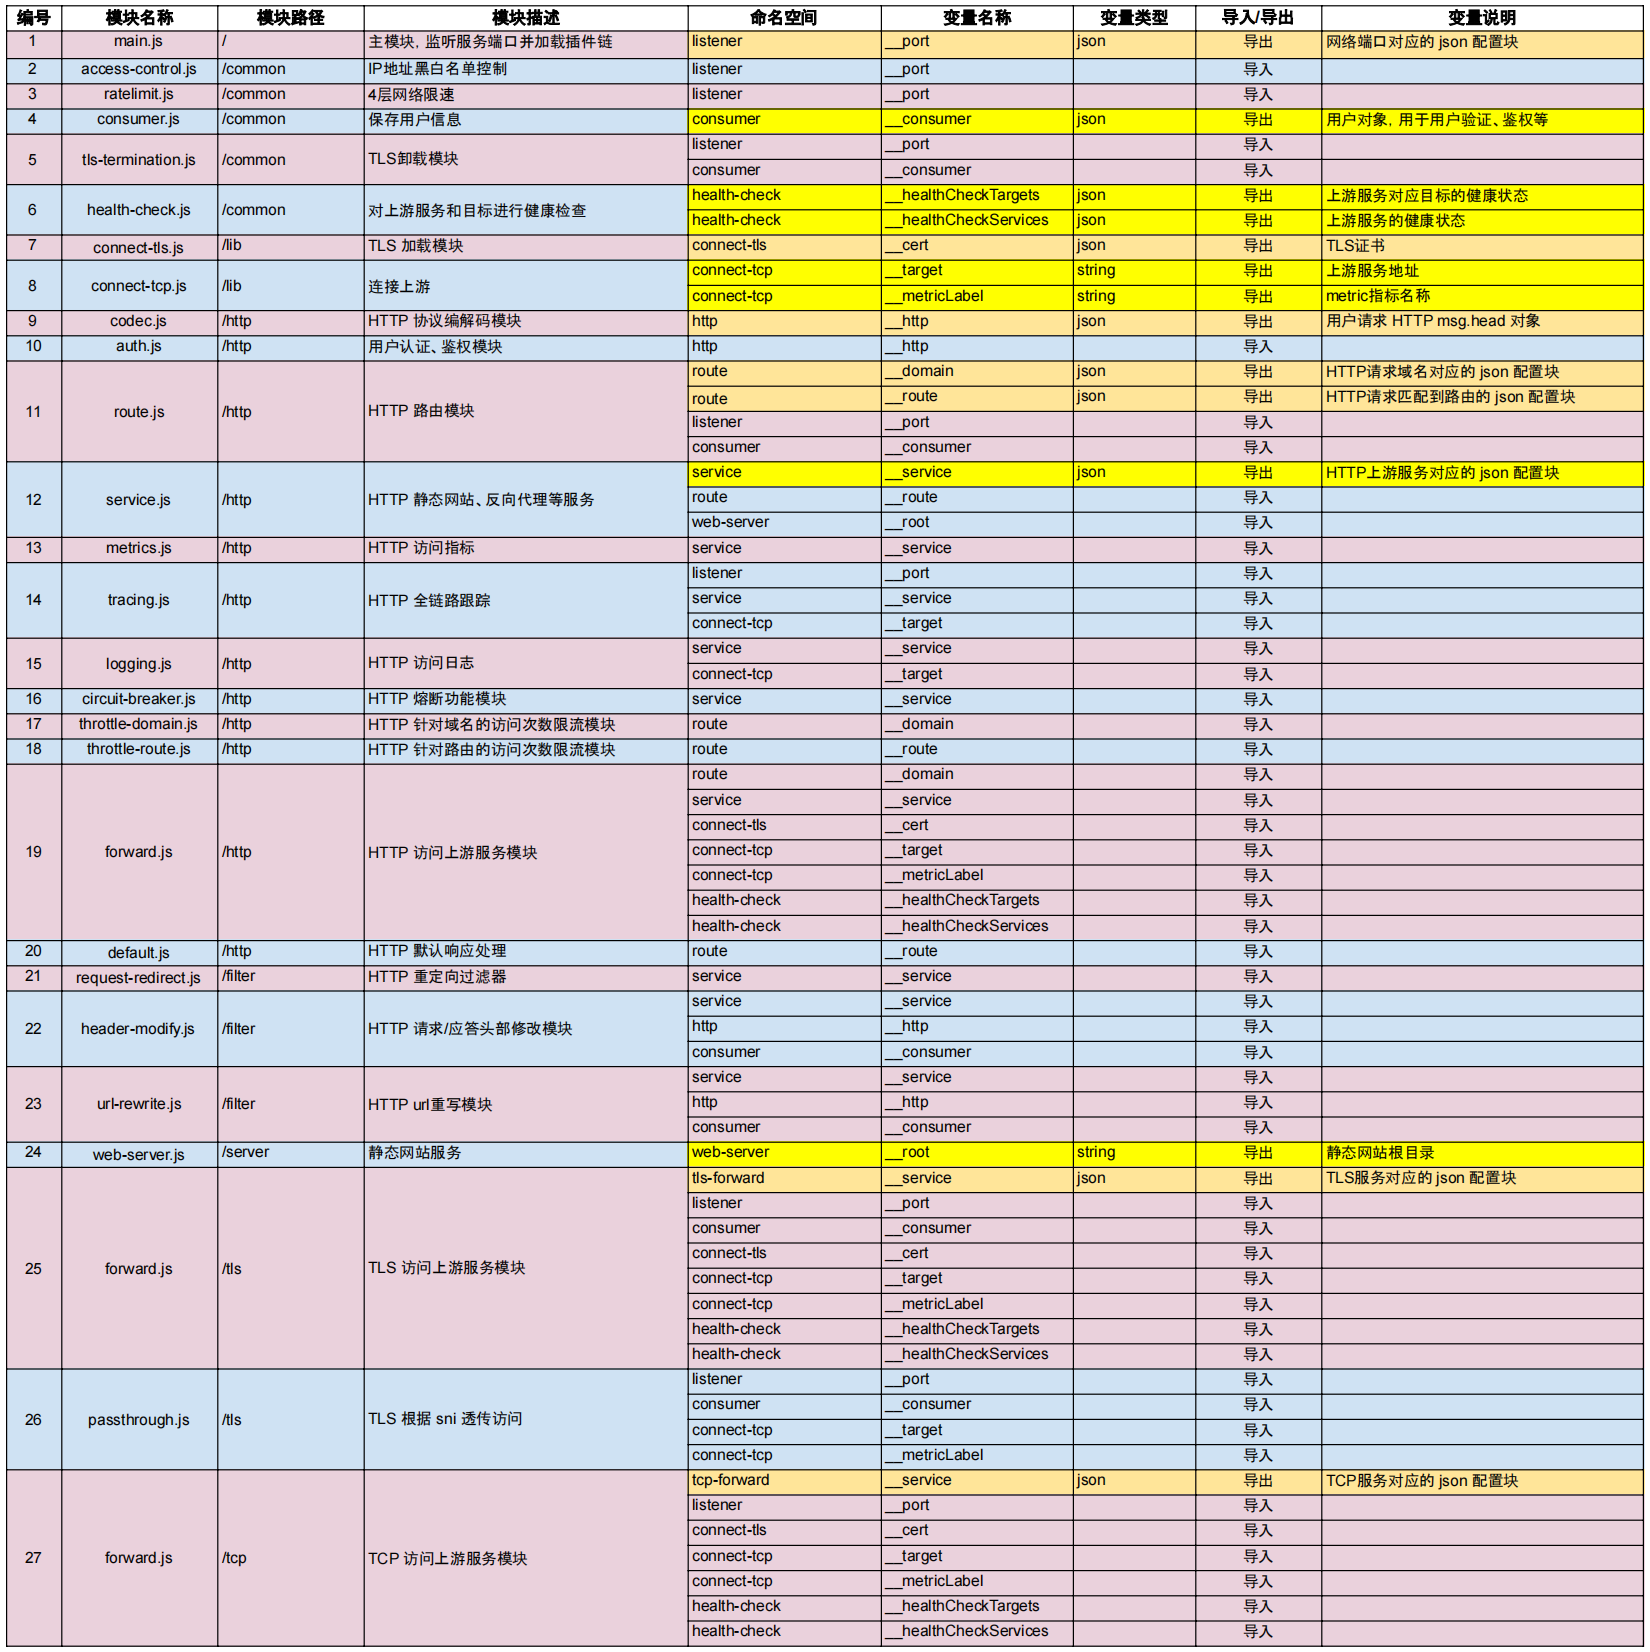 编号 模块名称 模块路径 模块描述 命名空间 变量名称 变量类型 导入/导出 变量说明
1 main.js / 主模块，监听服务端口并加载插件链 listener __port json 导出 网络端口对应的 json 配置块
2 access-control.js /common IP地址黑白名单控制 listener __port 导入
3 ratelimit.js /common 4层网络限速 listener __port 导入
4 consumer.js /common 保存用户信息 consumer __consumer json 导出 用户对象，用于用户验证、鉴权等
5 tls-termination.js /common TLS卸载模块 listener __port 导入
consumer __consumer 导入
6 health-check.js /common 对上游服务和目标进行健康检查 health-check __healthCheckTargets json 导出 上游服务对应目标的健康状态
health-check __healthCheckServices json 导出 上游服务的健康状态
7 connect-tls.js /lib TLS 加载模块 connect-tls __cert json 导出 TLS证书
8 connect-tcp.js /lib 连接上游 connect-tcp __target string 导出 上游服务地址
connect-tcp __metricLabel string 导出 metric指标名称
9 codec.js /http HTTP 协议编解码模块 http __http json 导出 用户请求 HTTP msg.head 对象
10 auth.js /http 用户认证、鉴权模块 http __http 导入
11 route.js /http HTTP 路由模块 route __domain json 导出 HTTP请求域名对应的 json 配置块
route __route json 导出 HTTP请求匹配到路由的 json 配置块
listener __port 导入
consumer __consumer 导入
12 service.js /http HTTP 静态网站、反向代理等服务 service __service json 导出 HTTP上游服务对应的 json 配置块
route __route 导入
web-server __root 导入
13 metrics.js /http HTTP 访问指标 service __service 导入
14 tracing.js /http HTTP 全链路跟踪 listener __port 导入
service __service 导入
connect-tcp __target 导入
15 logging.js /http HTTP 访问日志 service __service 导入
connect-tcp __target 导入
16 circuit-breaker.js /http HTTP 熔断功能模块 service __service 导入
17 throttle-domain.js /http HTTP 针对域名的访问次数限流模块 route __domain 导入
18 throttle-route.js /http HTTP 针对路由的访问次数限流模块 route __route 导入
19 forward.js /http HTTP 访问上游服务模块 route __domain 导入
service __service 导入
connect-tls __cert 导入
connect-tcp __target 导入
connect-tcp __metricLabel 导入
health-check __healthCheckTargets 导入
health-check __healthCheckServices 导入
20 default.js /http HTTP 默认响应处理 route __route 导入
21 request-redirect.js /filter HTTP 重定向过滤器 service __service 导入
22 header-modify.js /filter HTTP 请求/应答头部修改模块 service __service 导入
http __http 导入
consumer __consumer 导入
23 url-rewrite.js /filter HTTP url重写模块 service __service 导入
http __http 导入
consumer __consumer 导入
24 web-server.js /server 静态网站服务 web-server __root string 导出 静态网站根目录
25 forward.js /tls TLS 访问上游服务模块 tls-forward __service json 导出 TLS服务对应的 json 配置块
listener __port 导入
consumer __consumer 导入
connect-tls __cert 导入
connect-tcp __target 导入
connect-tcp __metricLabel 导入
health-check __healthCheckTargets 导入
health-check __healthCheckServices 导入
26 passthrough.js /tls TLS 根据 sni 透传访问 listener __port 导入
consumer __consumer 导入
connect-tcp __target 导入
connect-tcp __metricLabel 导入
27 forward.js /tcp TCP 访问上游服务模块 tcp-forward __service json 导出 TCP服务对应的 json 配置块
listener __port 导入
connect-tls __cert 导入
connect-tcp __target 导入
connect-tcp __metricLabel 导入
health-check __healthCheckTargets 导入
health-check __healthCheckServices 导入